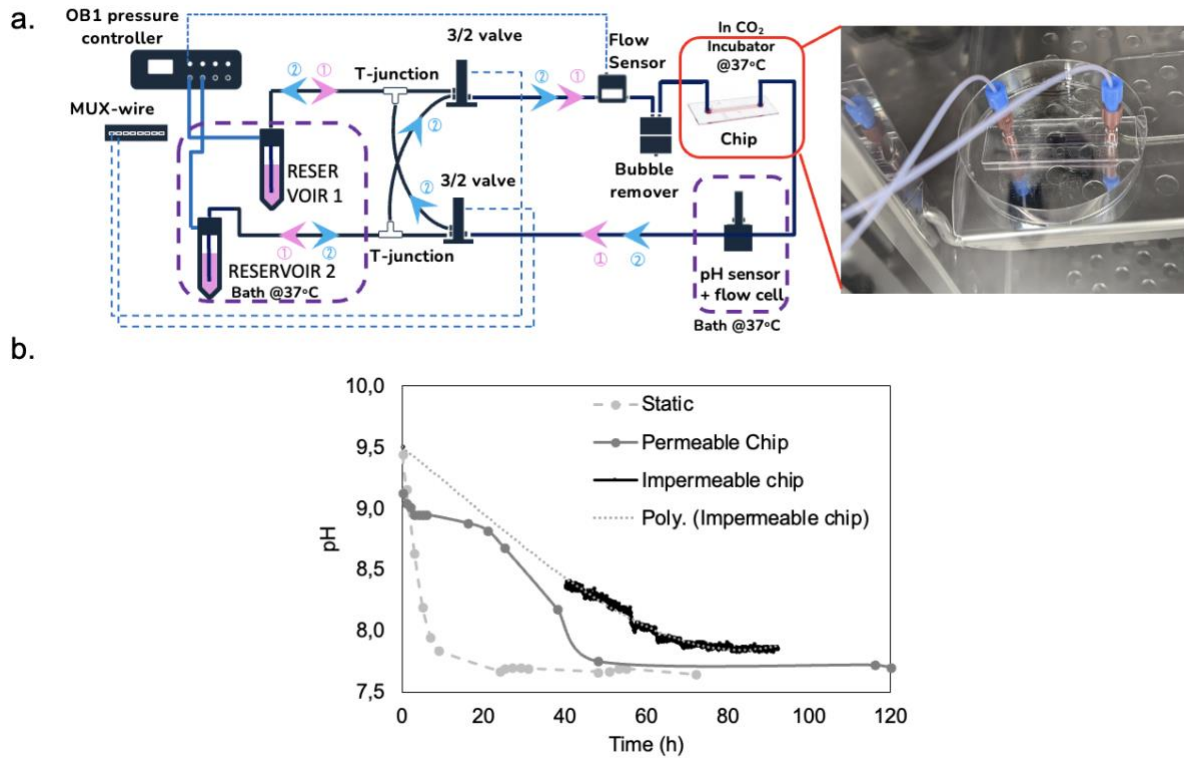 a.
OB1 pressure
controller
MUX-wire
② ①
T-junction
3/2 valve
②
② ①
Flow
Sensor
In CO₂
Incubator
@37°C
Chip
Bubble
remover
RESER
VOIR 1
②
3/2 valve
① ②
T-junction
RESERVOIR 2
Bath @37°C
① ②
pH sensor
+ flow cell
Bath @37°C
b.
10,0
9,5
9,0
8,5
8,0
7,5
pH
Static
Permeable Chip
Impermeable chip
Poly. (Impermeable chip)
0 20 40 60 80 100 120
Time (h)